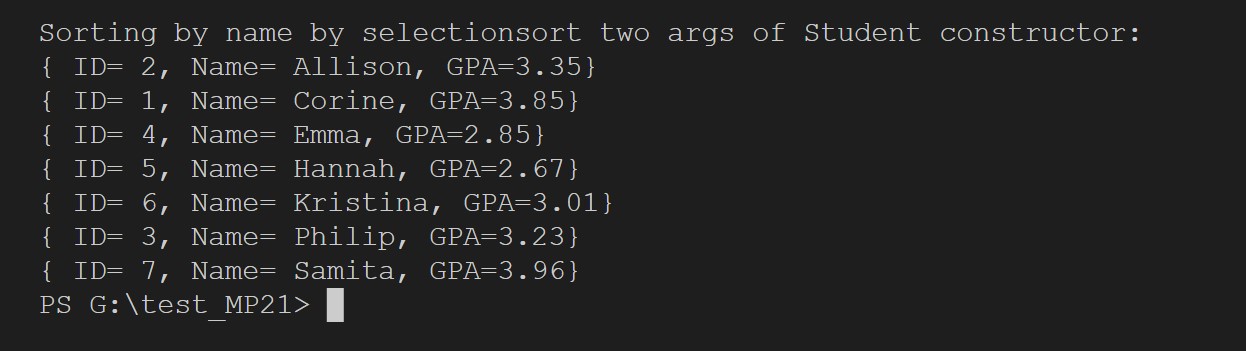 Sorting by name by selectionsort two args of Student constructor:
{ ID= 2, Name= Allison, GPA=3.35}
{ ID= 1, Name= Corine, GPA=3.85}
{ ID= 4, Name= Emma, GPA=2.85}
{ ID= 5, Name= Hannah, GPA=2.67}
{ ID= 6, Name= Kristina, GPA=3.01}
{ ID= 3, Name= Philip, GPA=3.23}
{ ID= 7, Name= Samita, GPA=3.96}
PS G:\test_MP21>